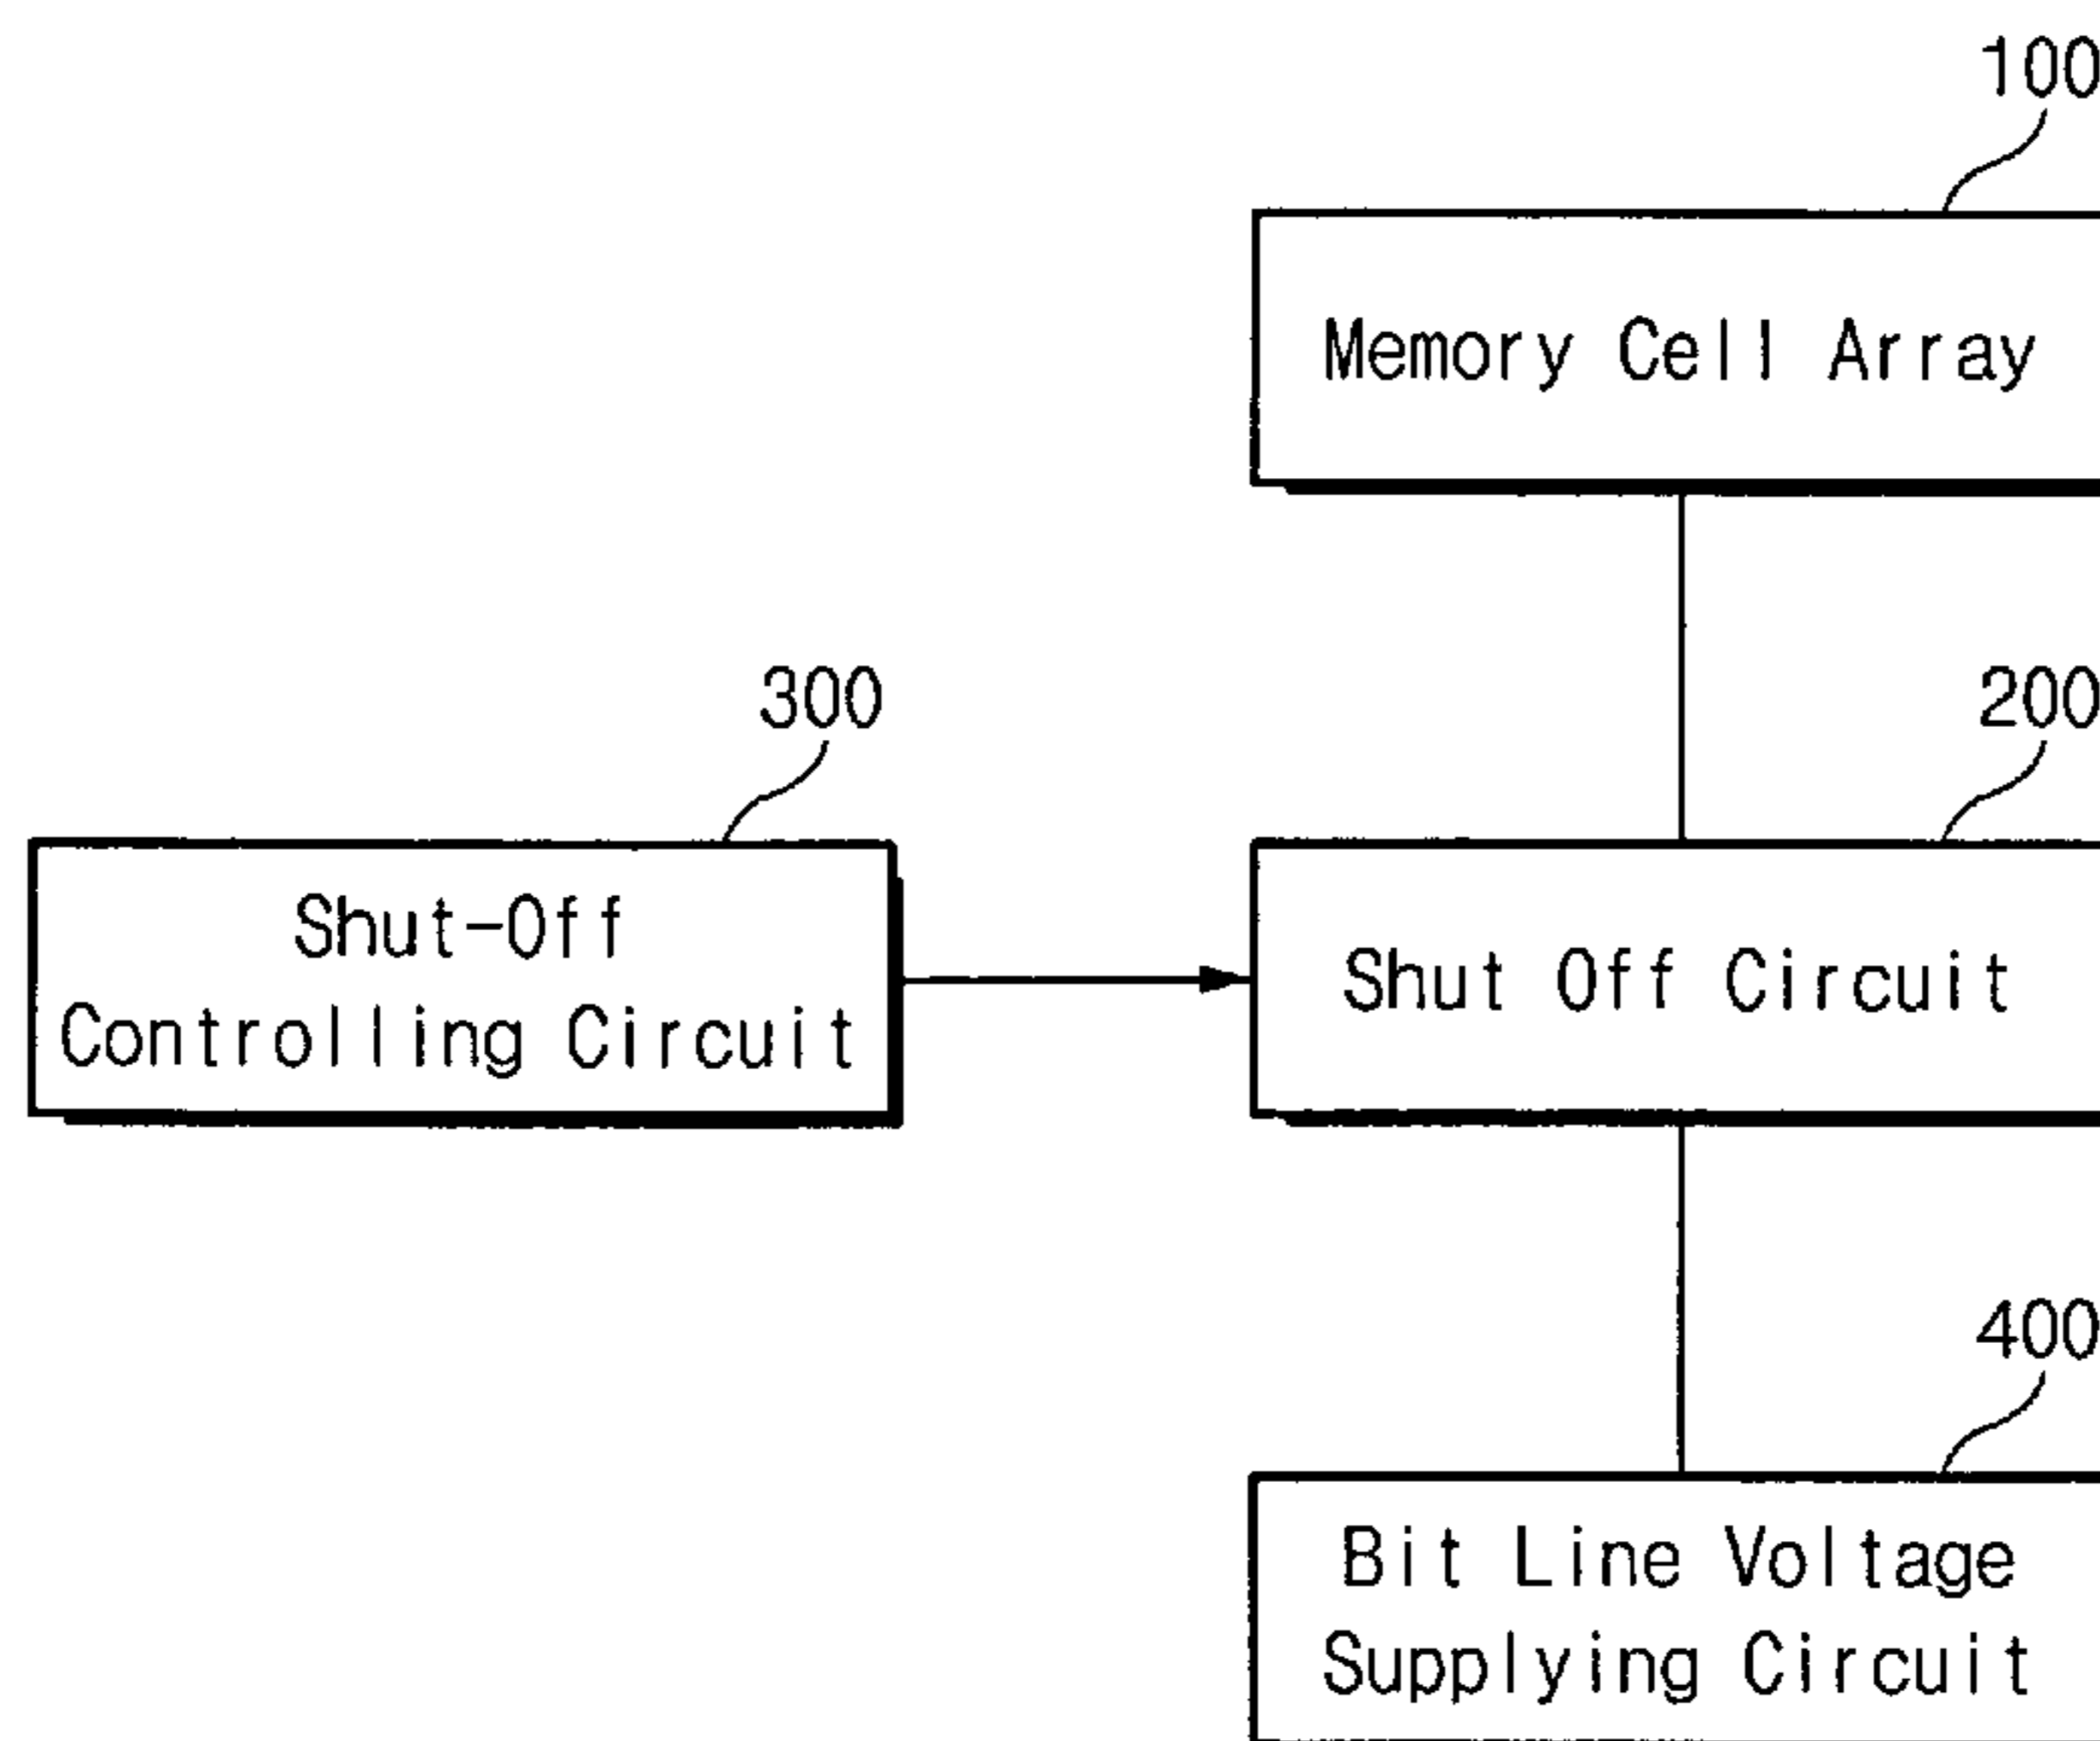 100
Memory Cell Array
300
200
Shut-Off
Controlling Circuit
Shut Off Circuit
400
Bit Line Voltage
Supplying Circuit